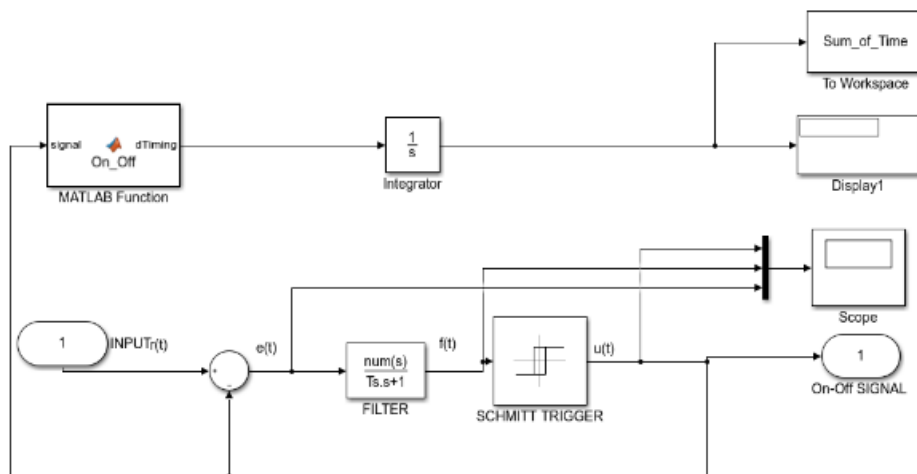 Sum_of_Time
To Workspace
signal
dTiming
On_Off
MATLAB Function
1
s
Integrator
Display1
1
INPUTr(t)
e(t)
num(s)
Ts.s+1
FILTER
f(t)
SCHMITT TRIGGER
u(t)
Scope
1
On-Off SIGNAL
+
-